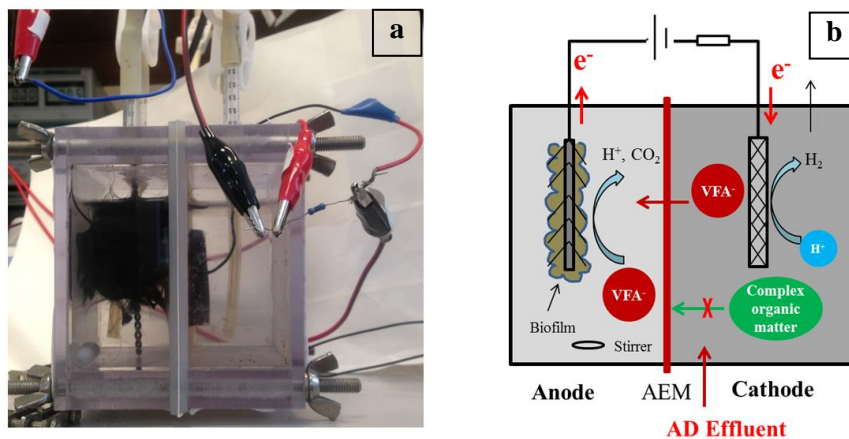 a
b
e-
e-
H+, CO2
H2
VFA-
H+
VFA-
Complex
organic
matter
Biofilm
Stirrer
Anode
AEM
Cathode
AD Effluent